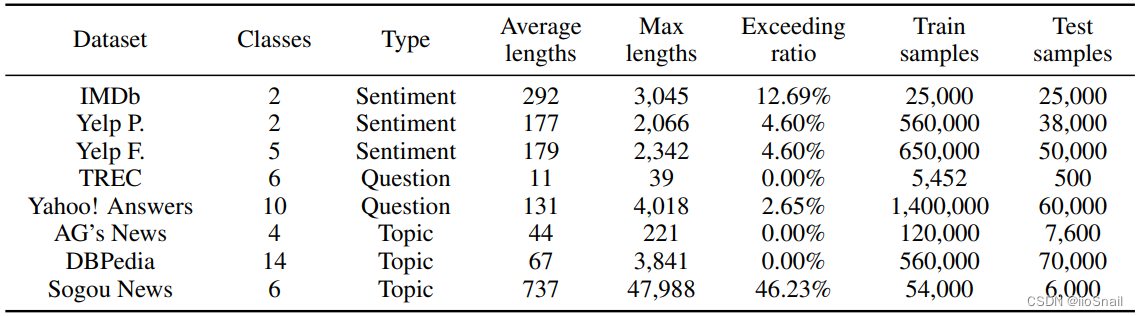 Dataset Classes Type Average lengths Max lengths Exceeding ratio Train samples Test samples
IMDb 2 Sentiment 292 3,045 12.69% 25,000 25,000
Yelp P. 2 Sentiment 177 2,066 4.60% 560,000 38,000
Yelp F. 5 Sentiment 179 2,342 4.60% 650,000 50,000
TREC 6 Question 11 39 0.00% 5,452 500
Yahoo! Answers 10 Question 131 4,018 2.65% 1,400,000 60,000
AG's News 4 Topic 44 221 0.00% 120,000 7,600
DBPedia 14 Topic 67 3,841 0.00% 560,000 70,000
Sogou News 6 Topic 737 47,988 46.23% 54,000 6,000
CSDN @iioSnail